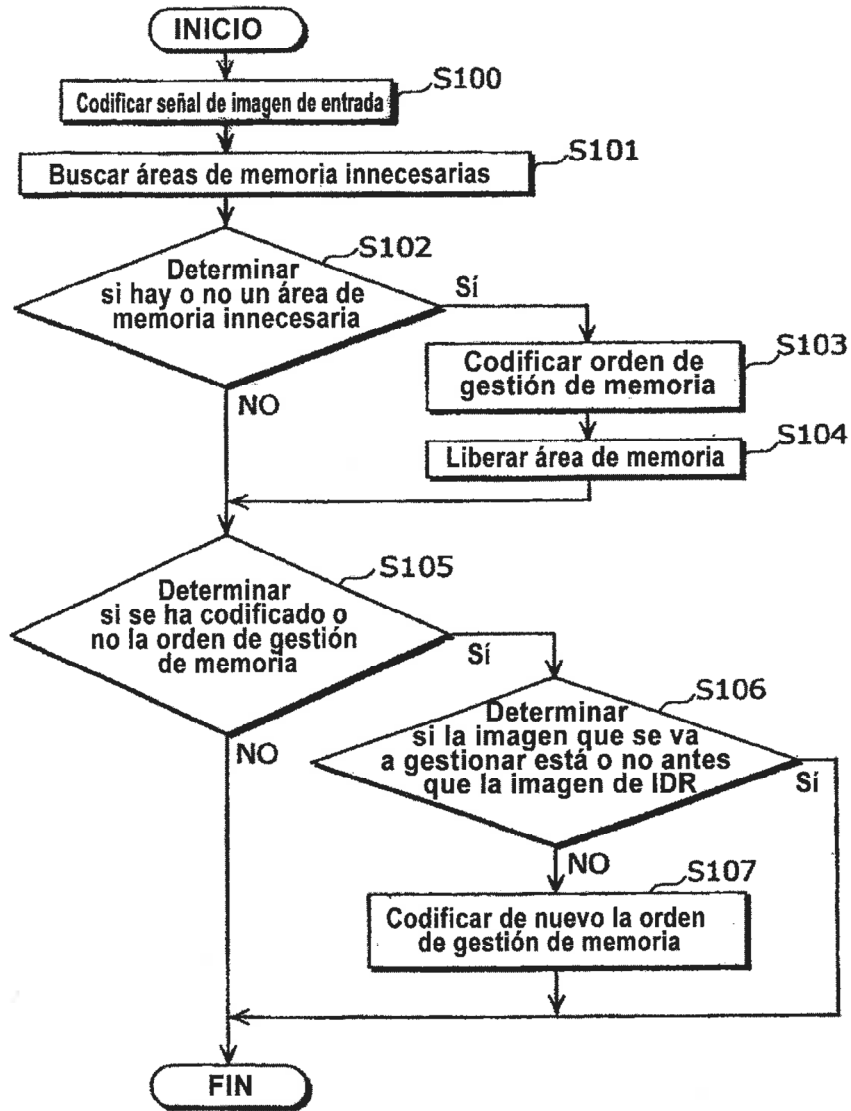 INICIO
S100
Codificar señal de imagen de entrada
S101
Buscar áreas de memoria innecesarias
S102
Determinar
si hay o no un área de
memoria innecesaria
Sí
NO
S103
Codificar orden de
gestión de memoria
S104
Liberar área de memoria
S105
Determinar
si se ha codificado o
no la orden de gestión
de memoria
Sí
NO
S106
Determinar
si la imagen que se va
a gestionar está o no antes
que la imagen de IDR
Sí
NO
S107
Codificar de nuevo la orden
de gestión de memoria
FIN